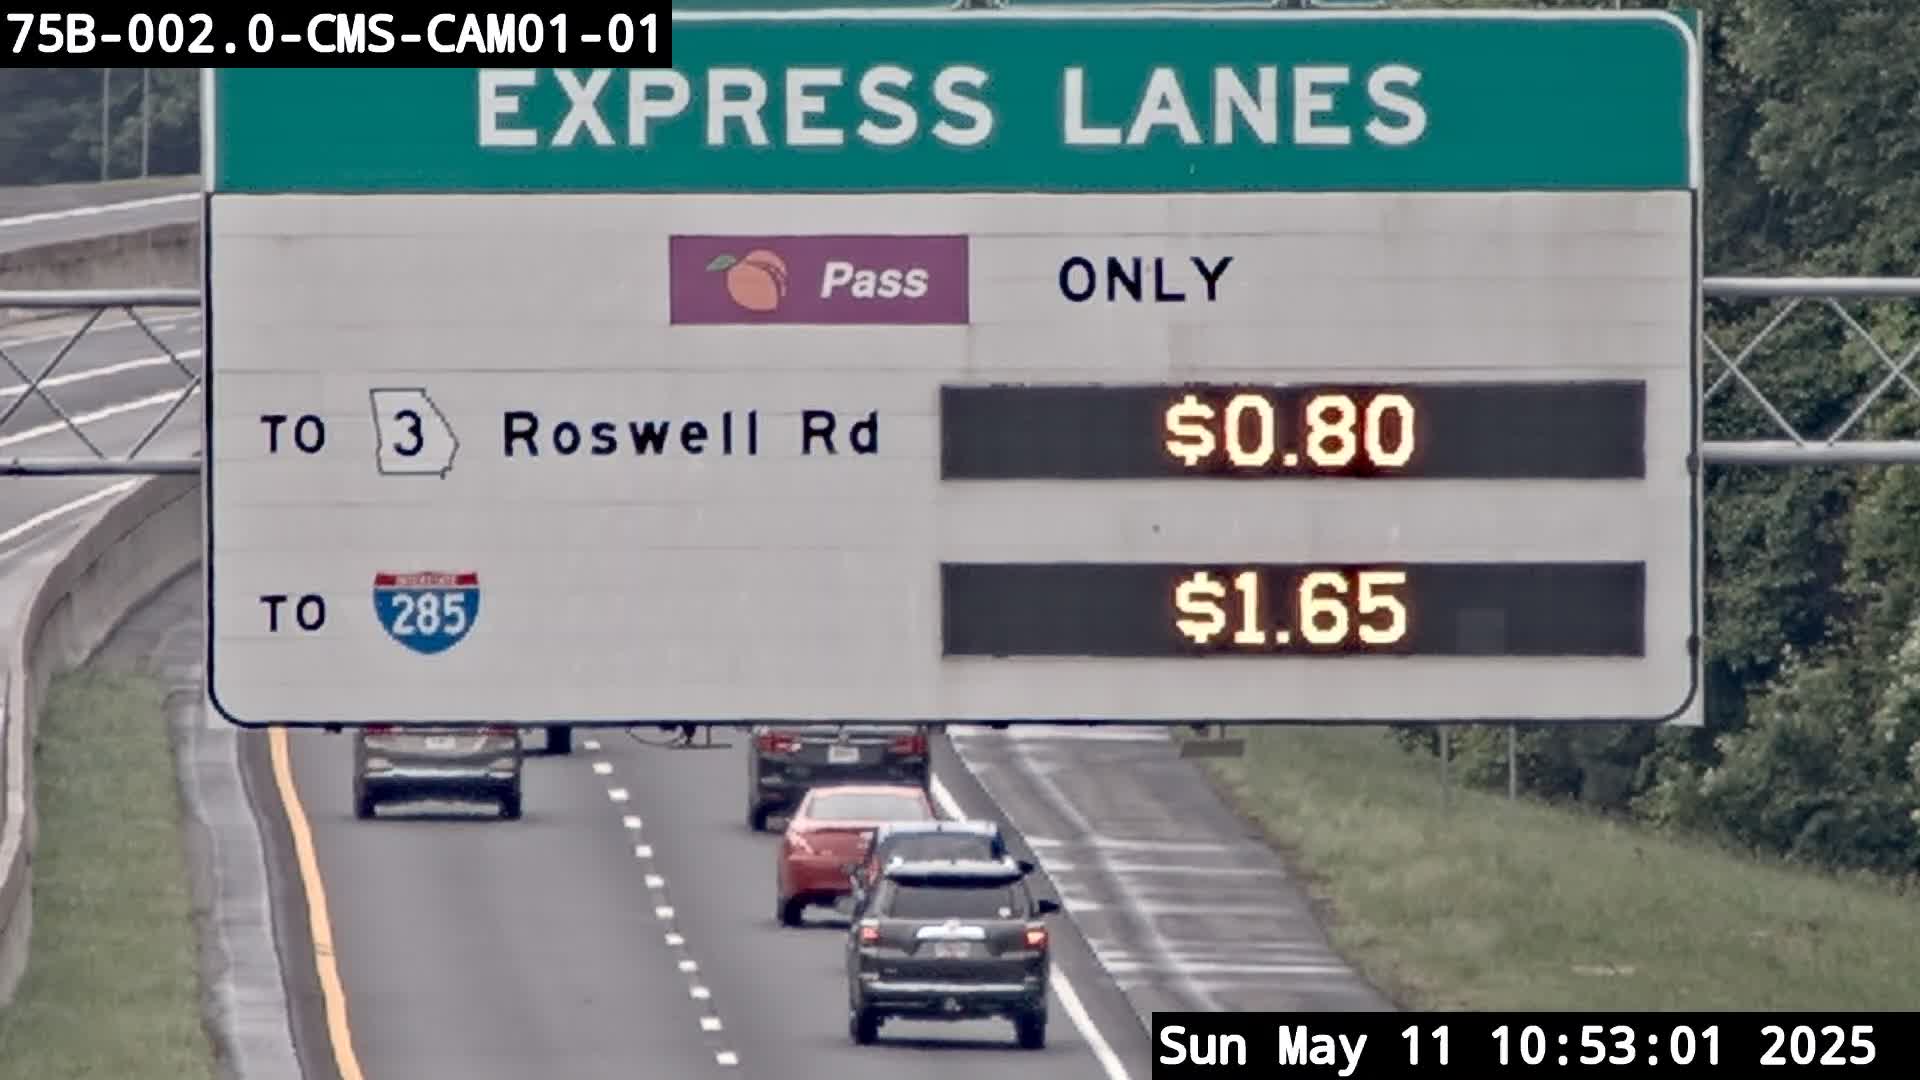 75B-002.0-CMS-CAM01-01
EXPRESS LANES
Pass ONLY
TO 3 Roswell Rd $0.80
INTERSTATE
TO 285 $1.65
Sun May 11 10:53:01 2025